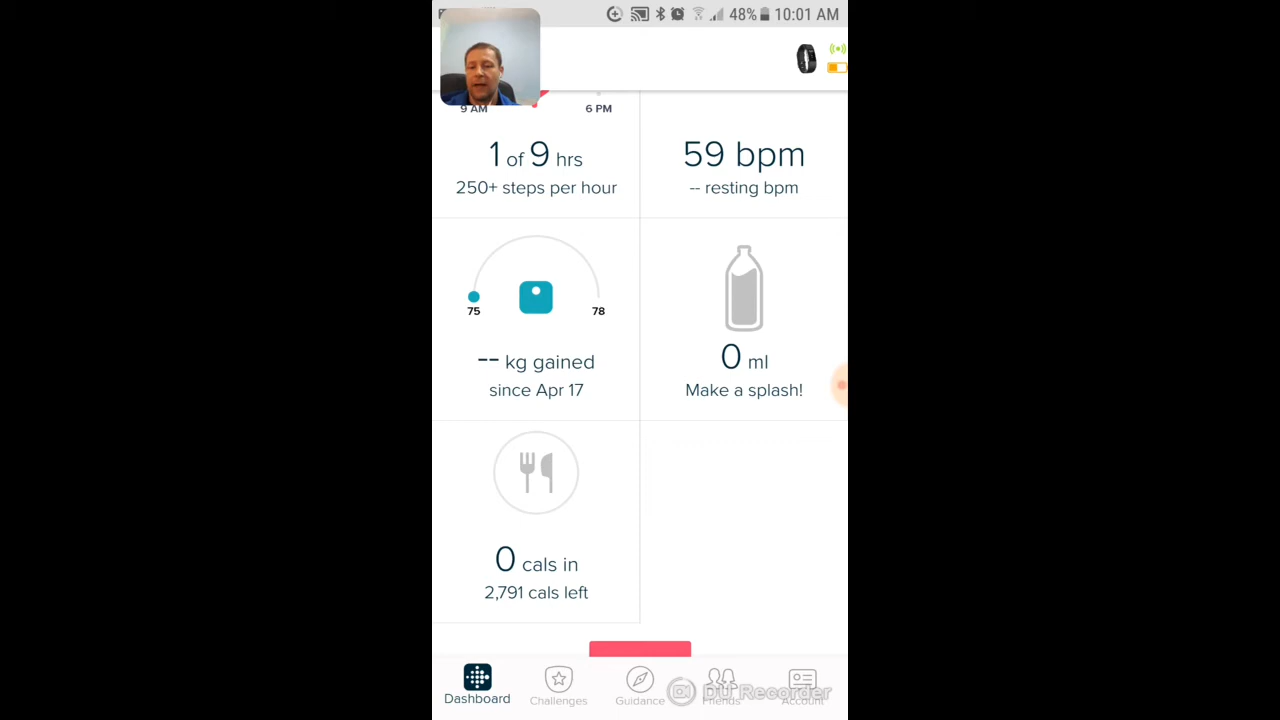 48% 10:01 AM
9 AM 6 PM
1 of 9 hrs
250+ steps per hour
59 bpm
-- resting bpm
75 78
-- kg gained
since Apr 17
0 ml
Make a splash!
0 cals in
2,791 cals left
Dashboard Challenges Guidance Friends Account
DU Recorder